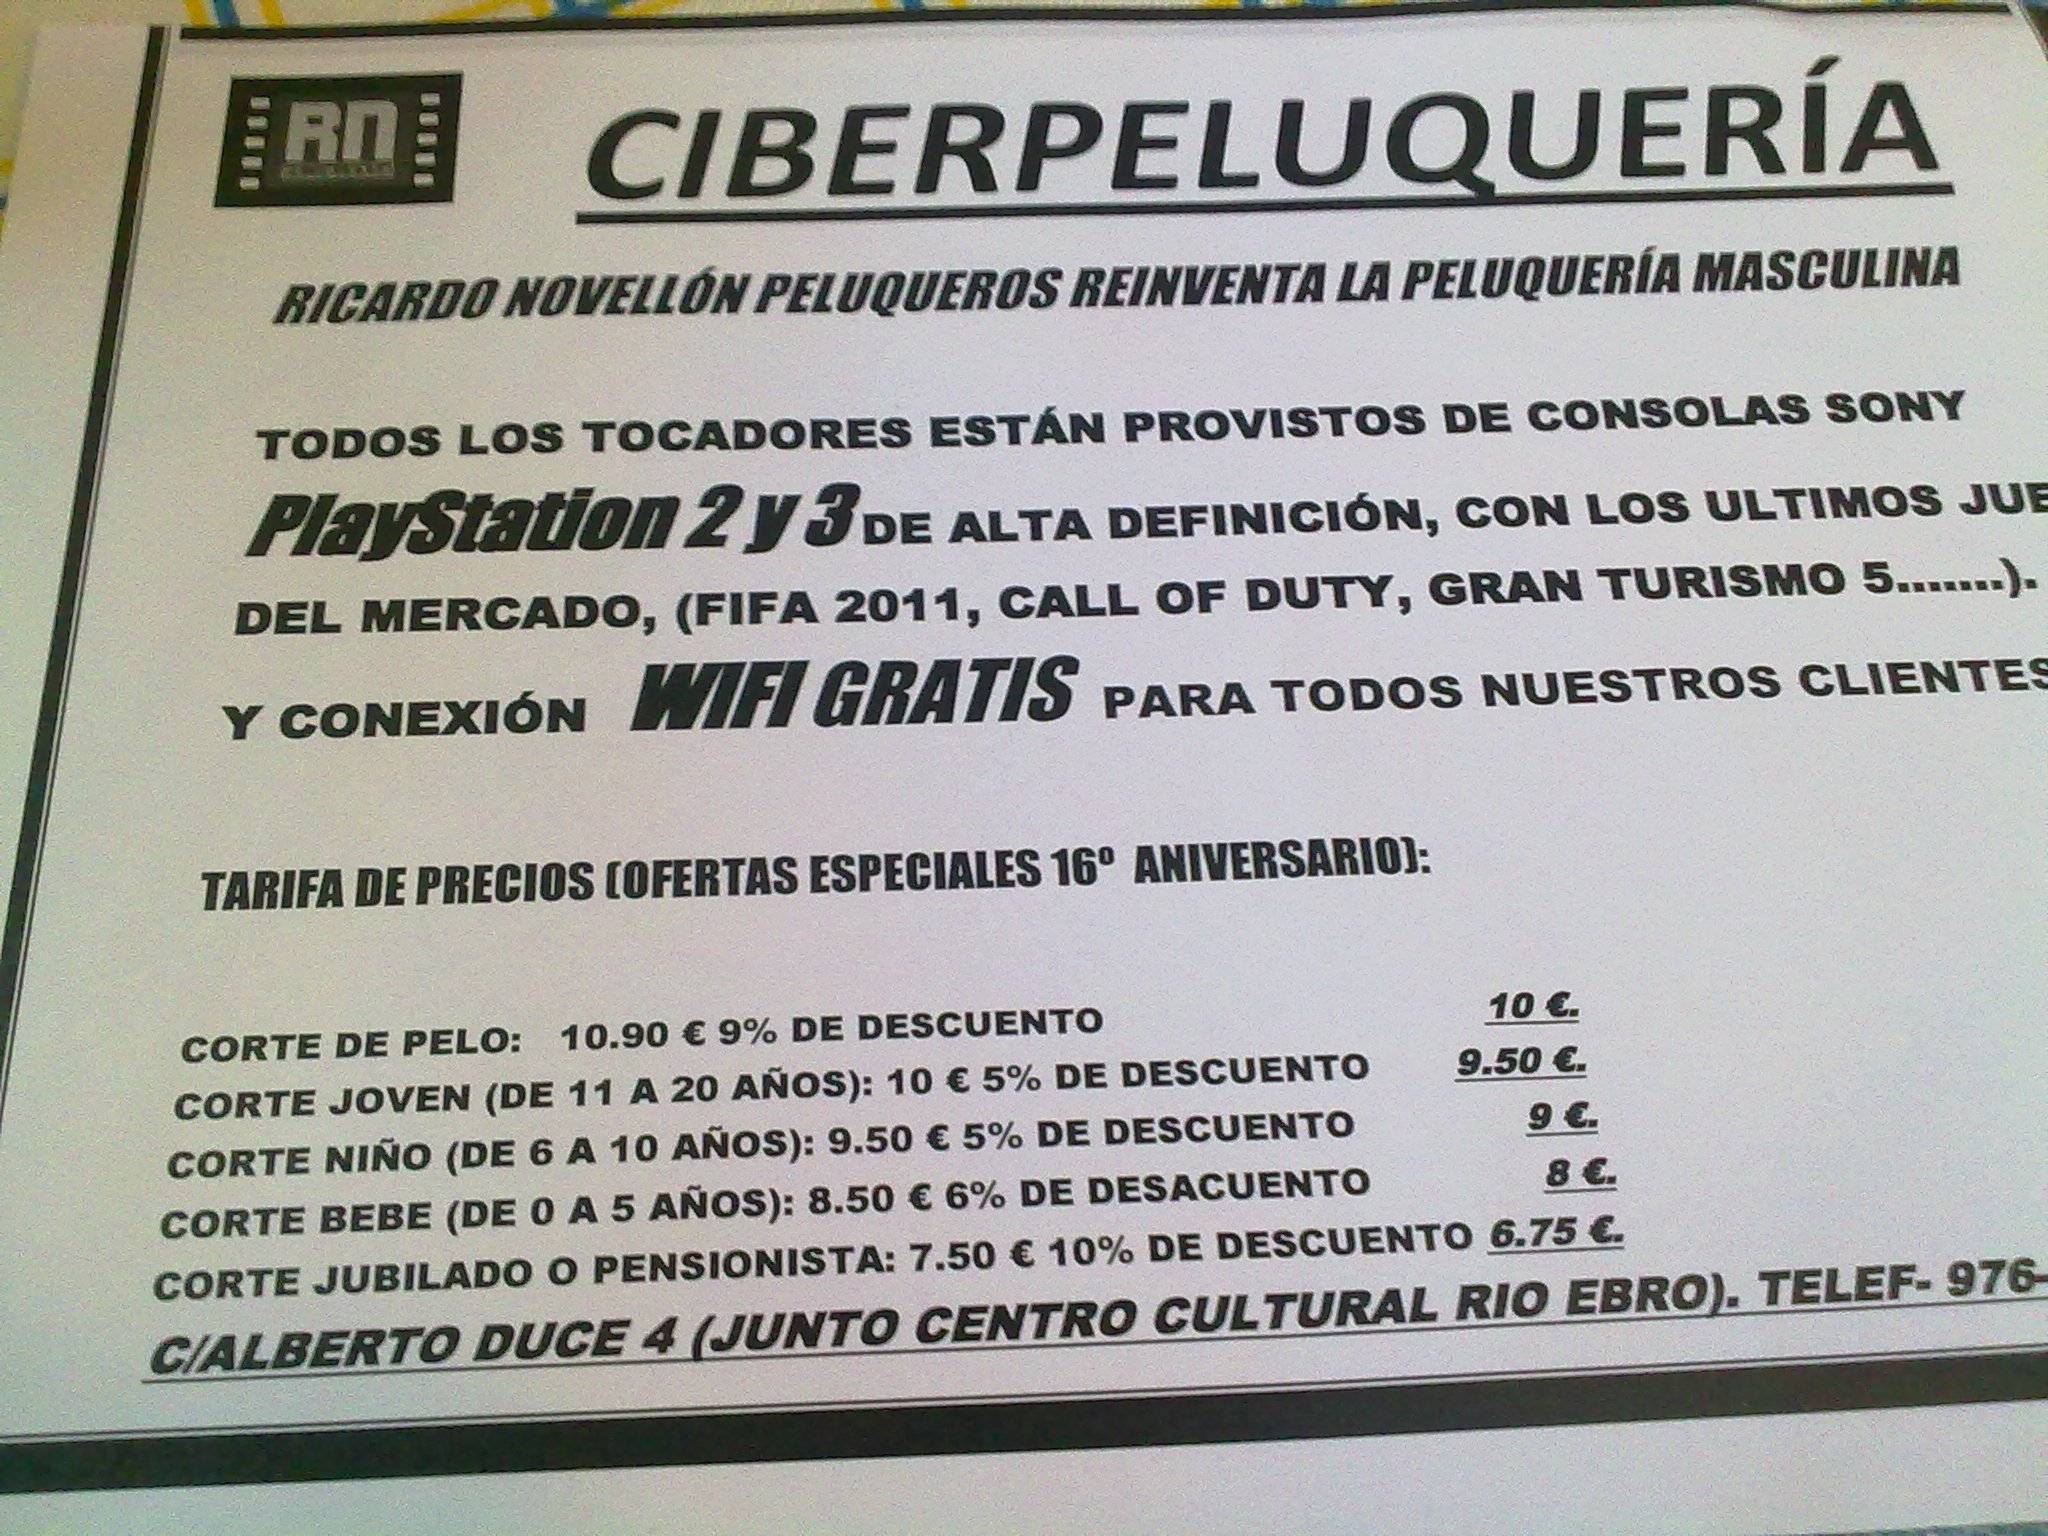 RN
CIBERPELUQUERÍA
RICARDO NOVELLÓN PELUQUEROS REINVENTA LA PELUQUERÍA MASCULINA
TODOS LOS TOCADORES ESTÁN PROVISTOS DE CONSOLAS SONY
PlayStation 2 y 3 DE ALTA DEFINICIÓN, CON LOS ULTIMOS JUE
DEL MERCADO, (FIFA 2011, CALL OF DUTY, GRAN TURISMO 5.......).
Y CONEXIÓN WIFI GRATIS PARA TODOS NUESTROS CLIENTES
TARIFA DE PRECIOS (OFERTAS ESPECIALES 16º ANIVERSARIO):
CORTE DE PELO: 10.90 € 9% DE DESCUENTO 10 €.
CORTE JOVEN (DE 11 A 20 AÑOS): 10 € 5% DE DESCUENTO 9.50 €.
CORTE NIÑO (DE 6 A 10 AÑOS): 9.50 € 5% DE DESCUENTO 9 €.
CORTE BEBE (DE 0 A 5 AÑOS): 8.50 € 6% DE DESACUENTO 8 €.
CORTE JUBILADO O PENSIONISTA: 7.50 € 10% DE DESCUENTO 6.75 €.
C/ALBERTO DUCE 4 (JUNTO CENTRO CULTURAL RIO EBRO). TELEF- 976-